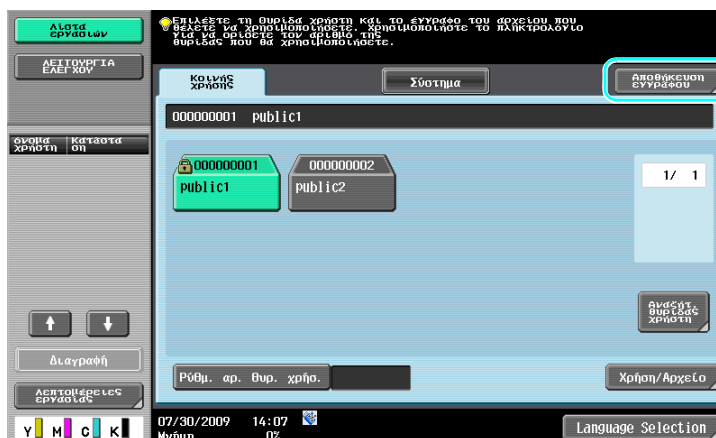 Λίστα
εργασιών
ΛΕΙΤΟΥΡΓΙΑ
ΕΛΕΓΧΟΥ
όνομα
χρήστη
Κατάστα
ση
Διαγραφή
Λεπτομέρειες
εργασίας
Y M C K
Επιλέξτε τη θυρίδα χρήστη και το έγγραφο του αρχείου που
θέλετε να χρησιμοποιήσετε. Χρησιμοποιήστε το πληκτρολόγιο
για να ορίσετε τον αριθμό της
θυρίδας που θα χρησιμοποιήσετε.
Κοινής
χρήσης
Σύστημα
Αποθήκευση
εγγράφου
000000001 public1
000000001
public1
000000002
public2
1/ 1
Αναζήτ.
θυρίδας
χρήστη
Ρύθμ. αρ. θυρ. χρήσ.
Χρήση/Αρχείο
07/30/2009 14:07
Μνήμη 0%
Language Selection